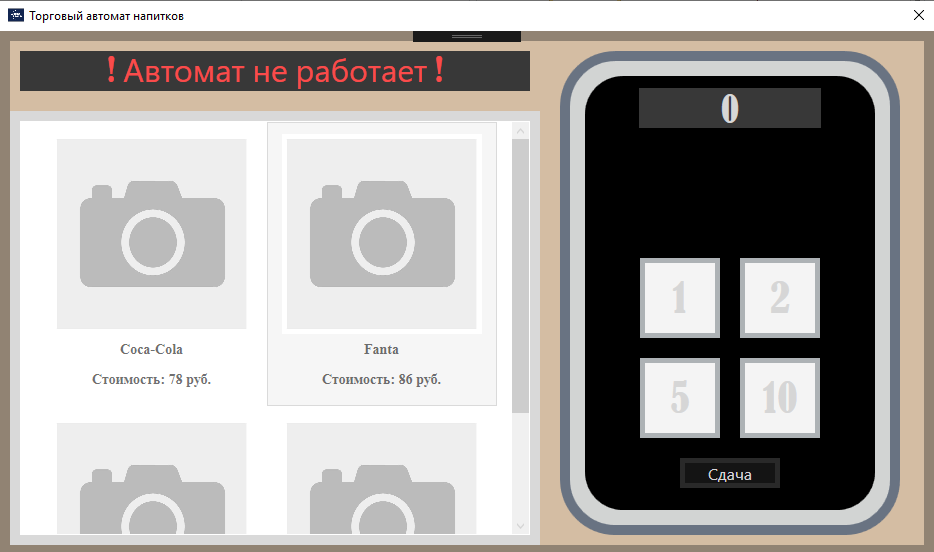 Торговый автомат напитков
! Автомат не работает !
0
Coca-Cola
Стоимость: 78 руб.
Fanta
Стоимость: 86 руб.
1
2
5
10
Сдача